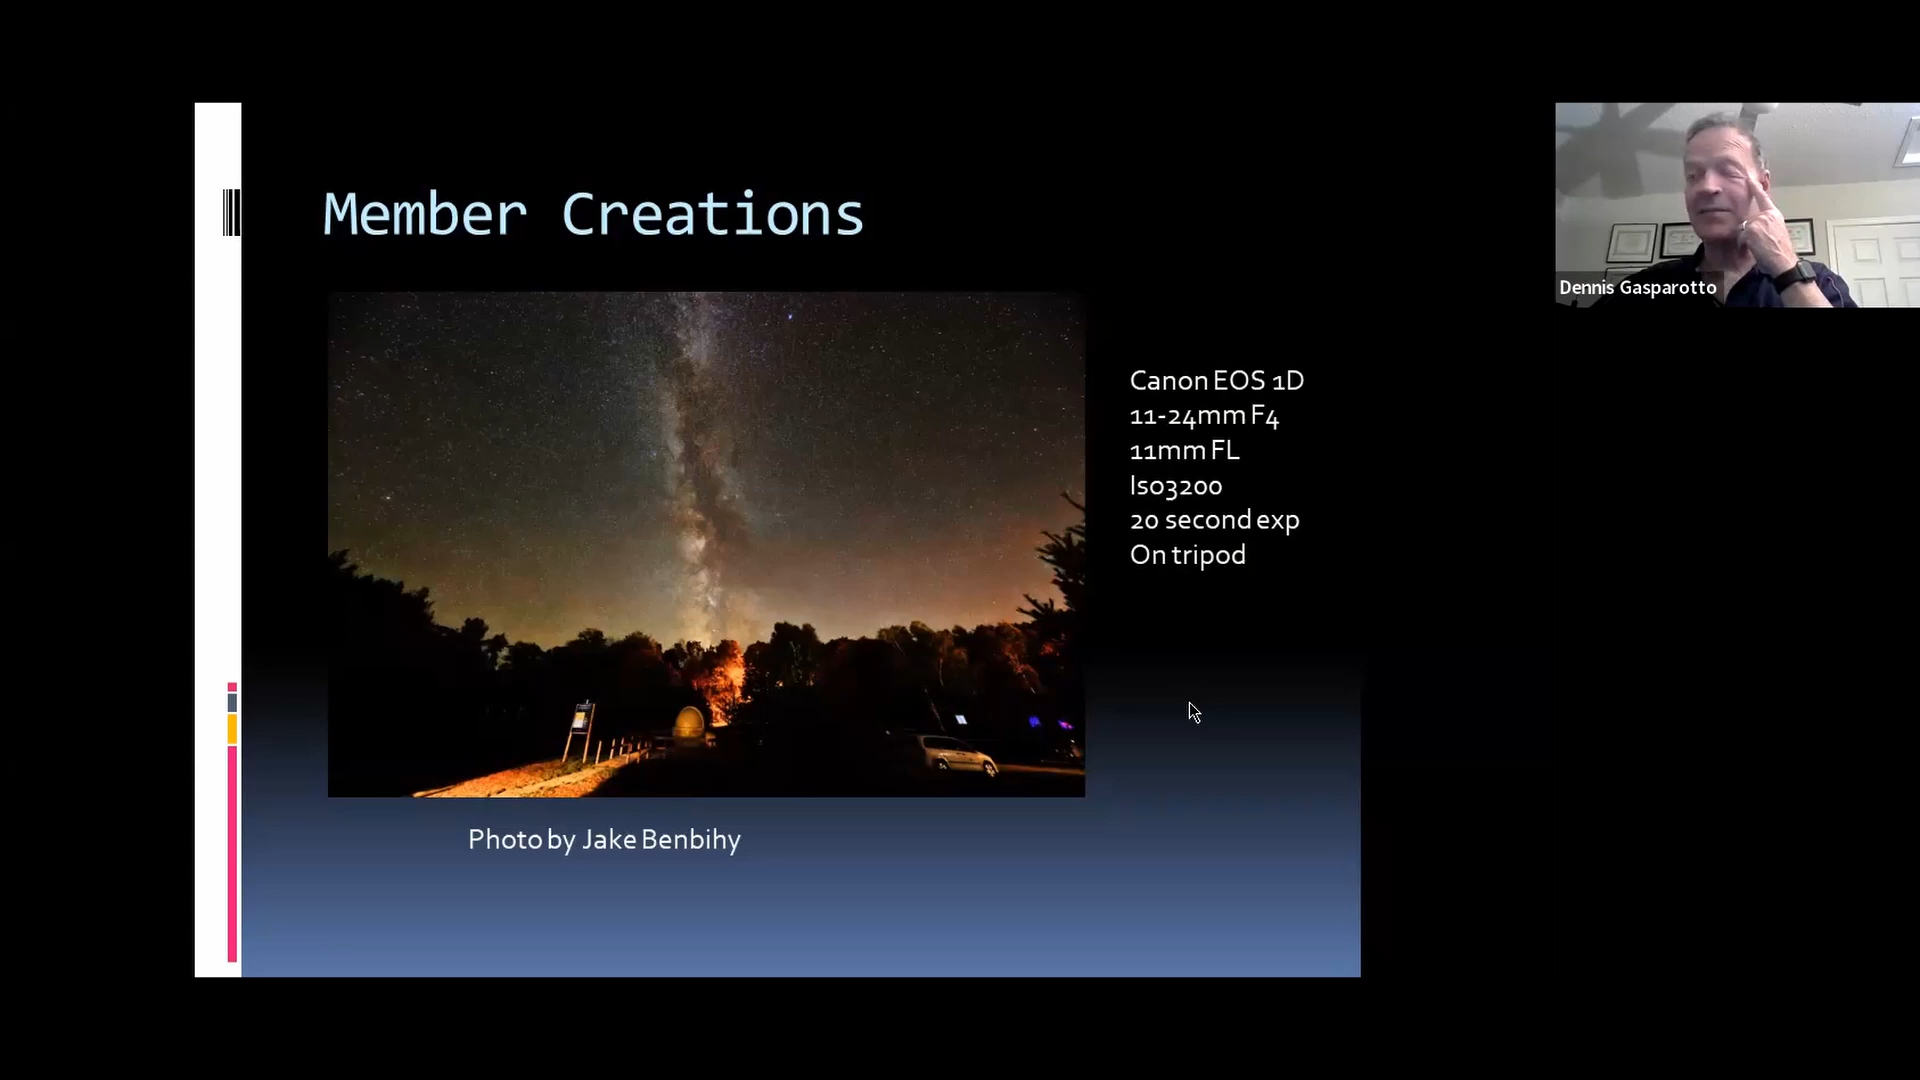 Member Creations
Canon EOS 1D
11-24mm F4
11mm FL
Iso3200
20 second exp
On tripod
Photo by Jake Benbihy
Dennis Gasparotto